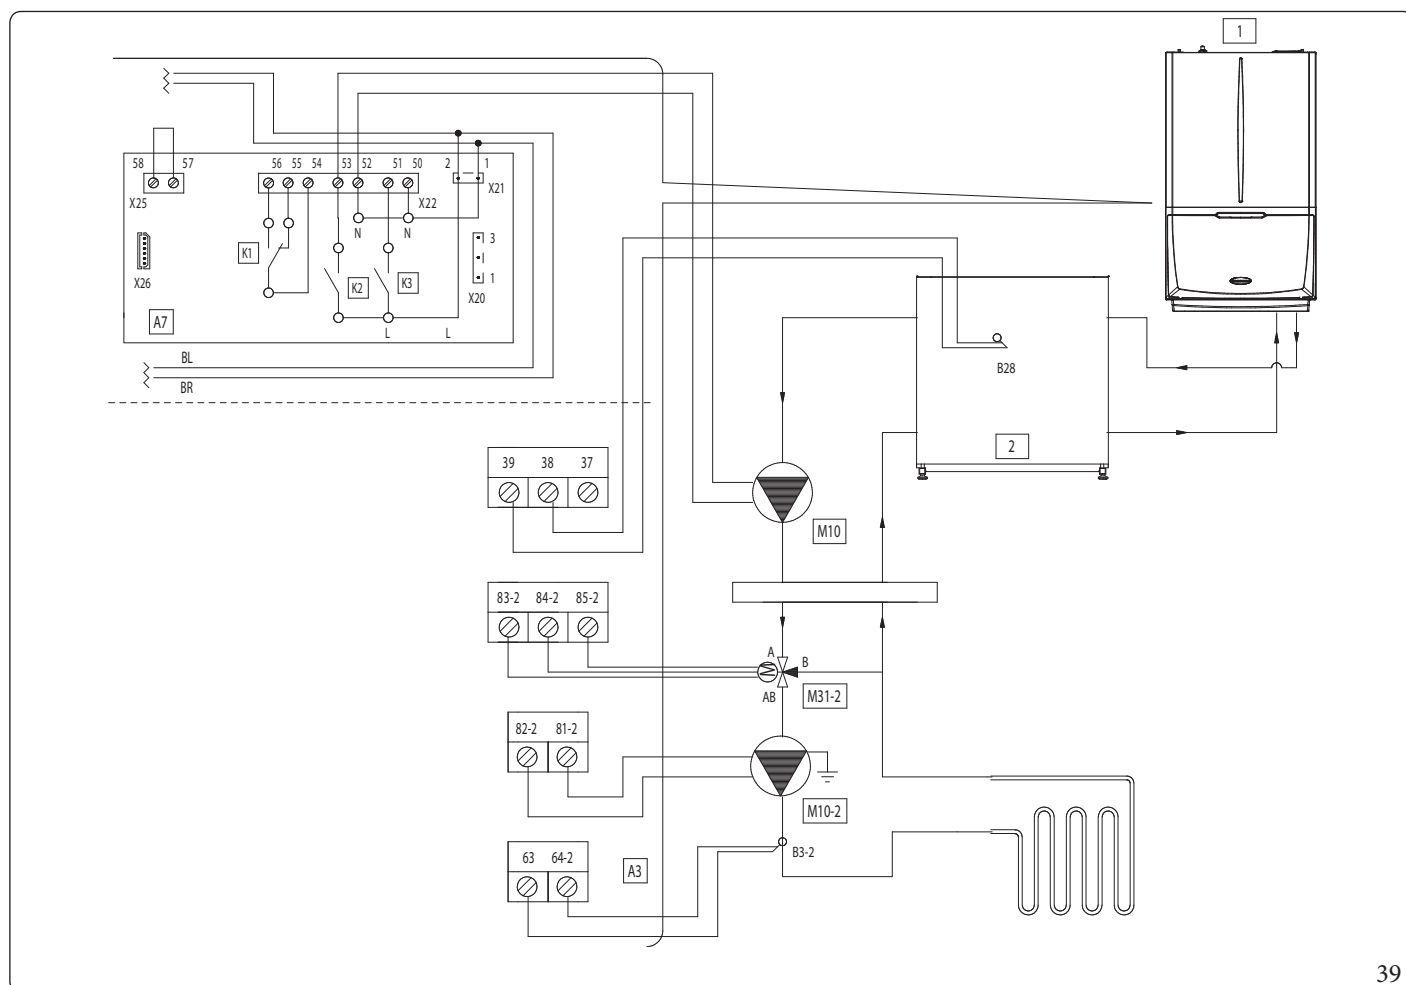 1
58 57 56 55 54 53 52 51 50 2 1
X25 X22 X21
N N
K1 3
X26 K2 K3 1
X20
A7 L L
BL
BR
B28
2
39 38 37
M10
83-2 84-2 85-2
A B
M
AB M31-2
82-2 81-2
M10-2
63 64-2 A3 B3-2
39